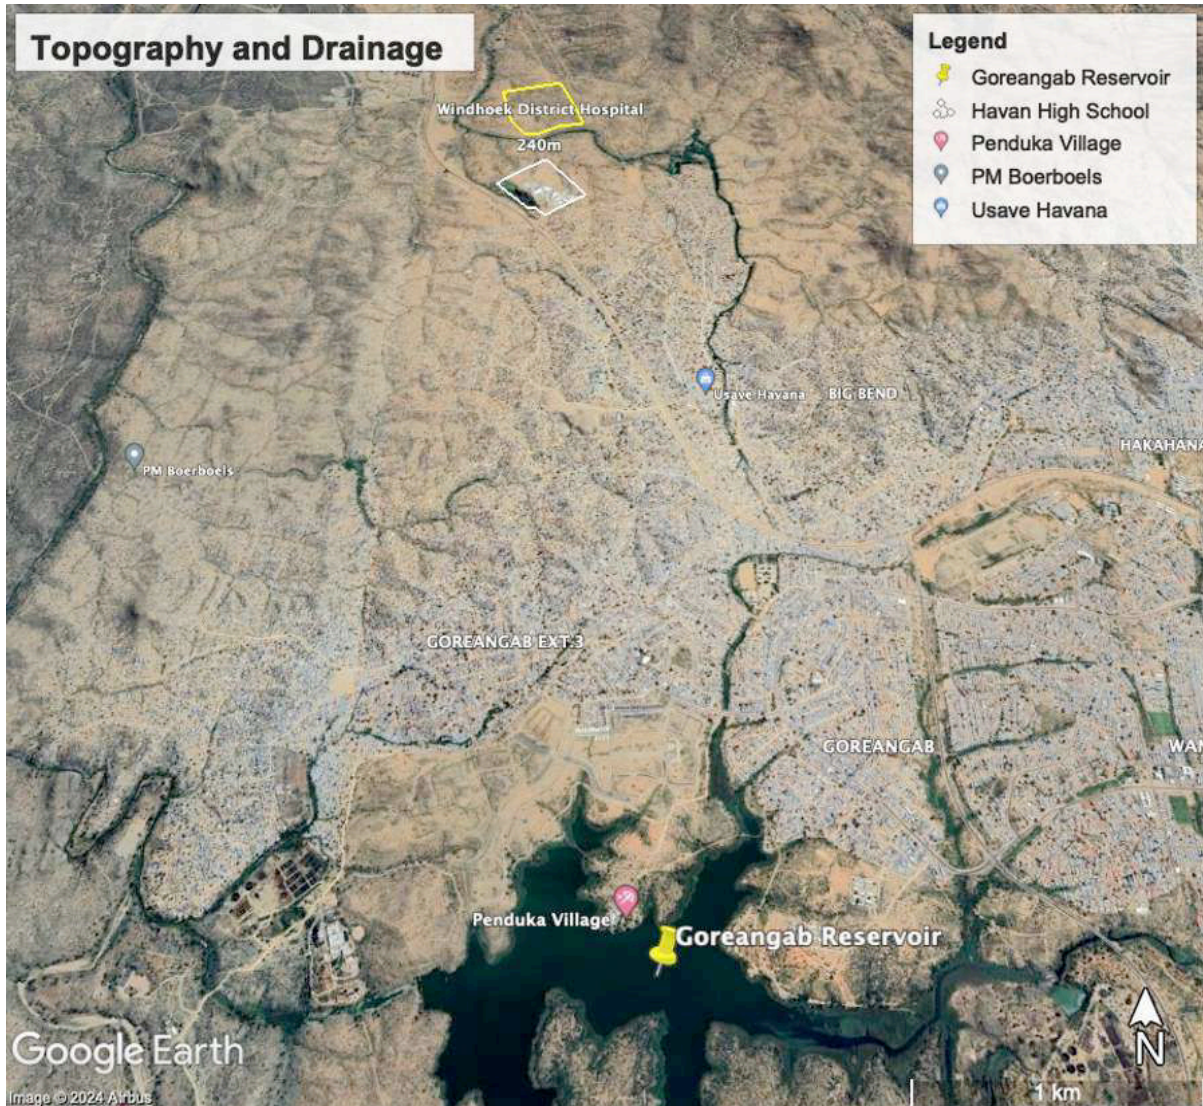 Topography and Drainage
Legend
Goreangab Reservoir
Havan High School
Penduka Village
PM Boerboels
Usave Havana
Windhoek District Hospital
240m
Usave Havana
BIG BEND
HAKAHANA
PM Boerboels
GOREANGAB EXT.3
GOREANGAB
WAN
Penduka Village
Goreangab Reservoir
N
Google Earth
1 km
Image © 2024 Airbus